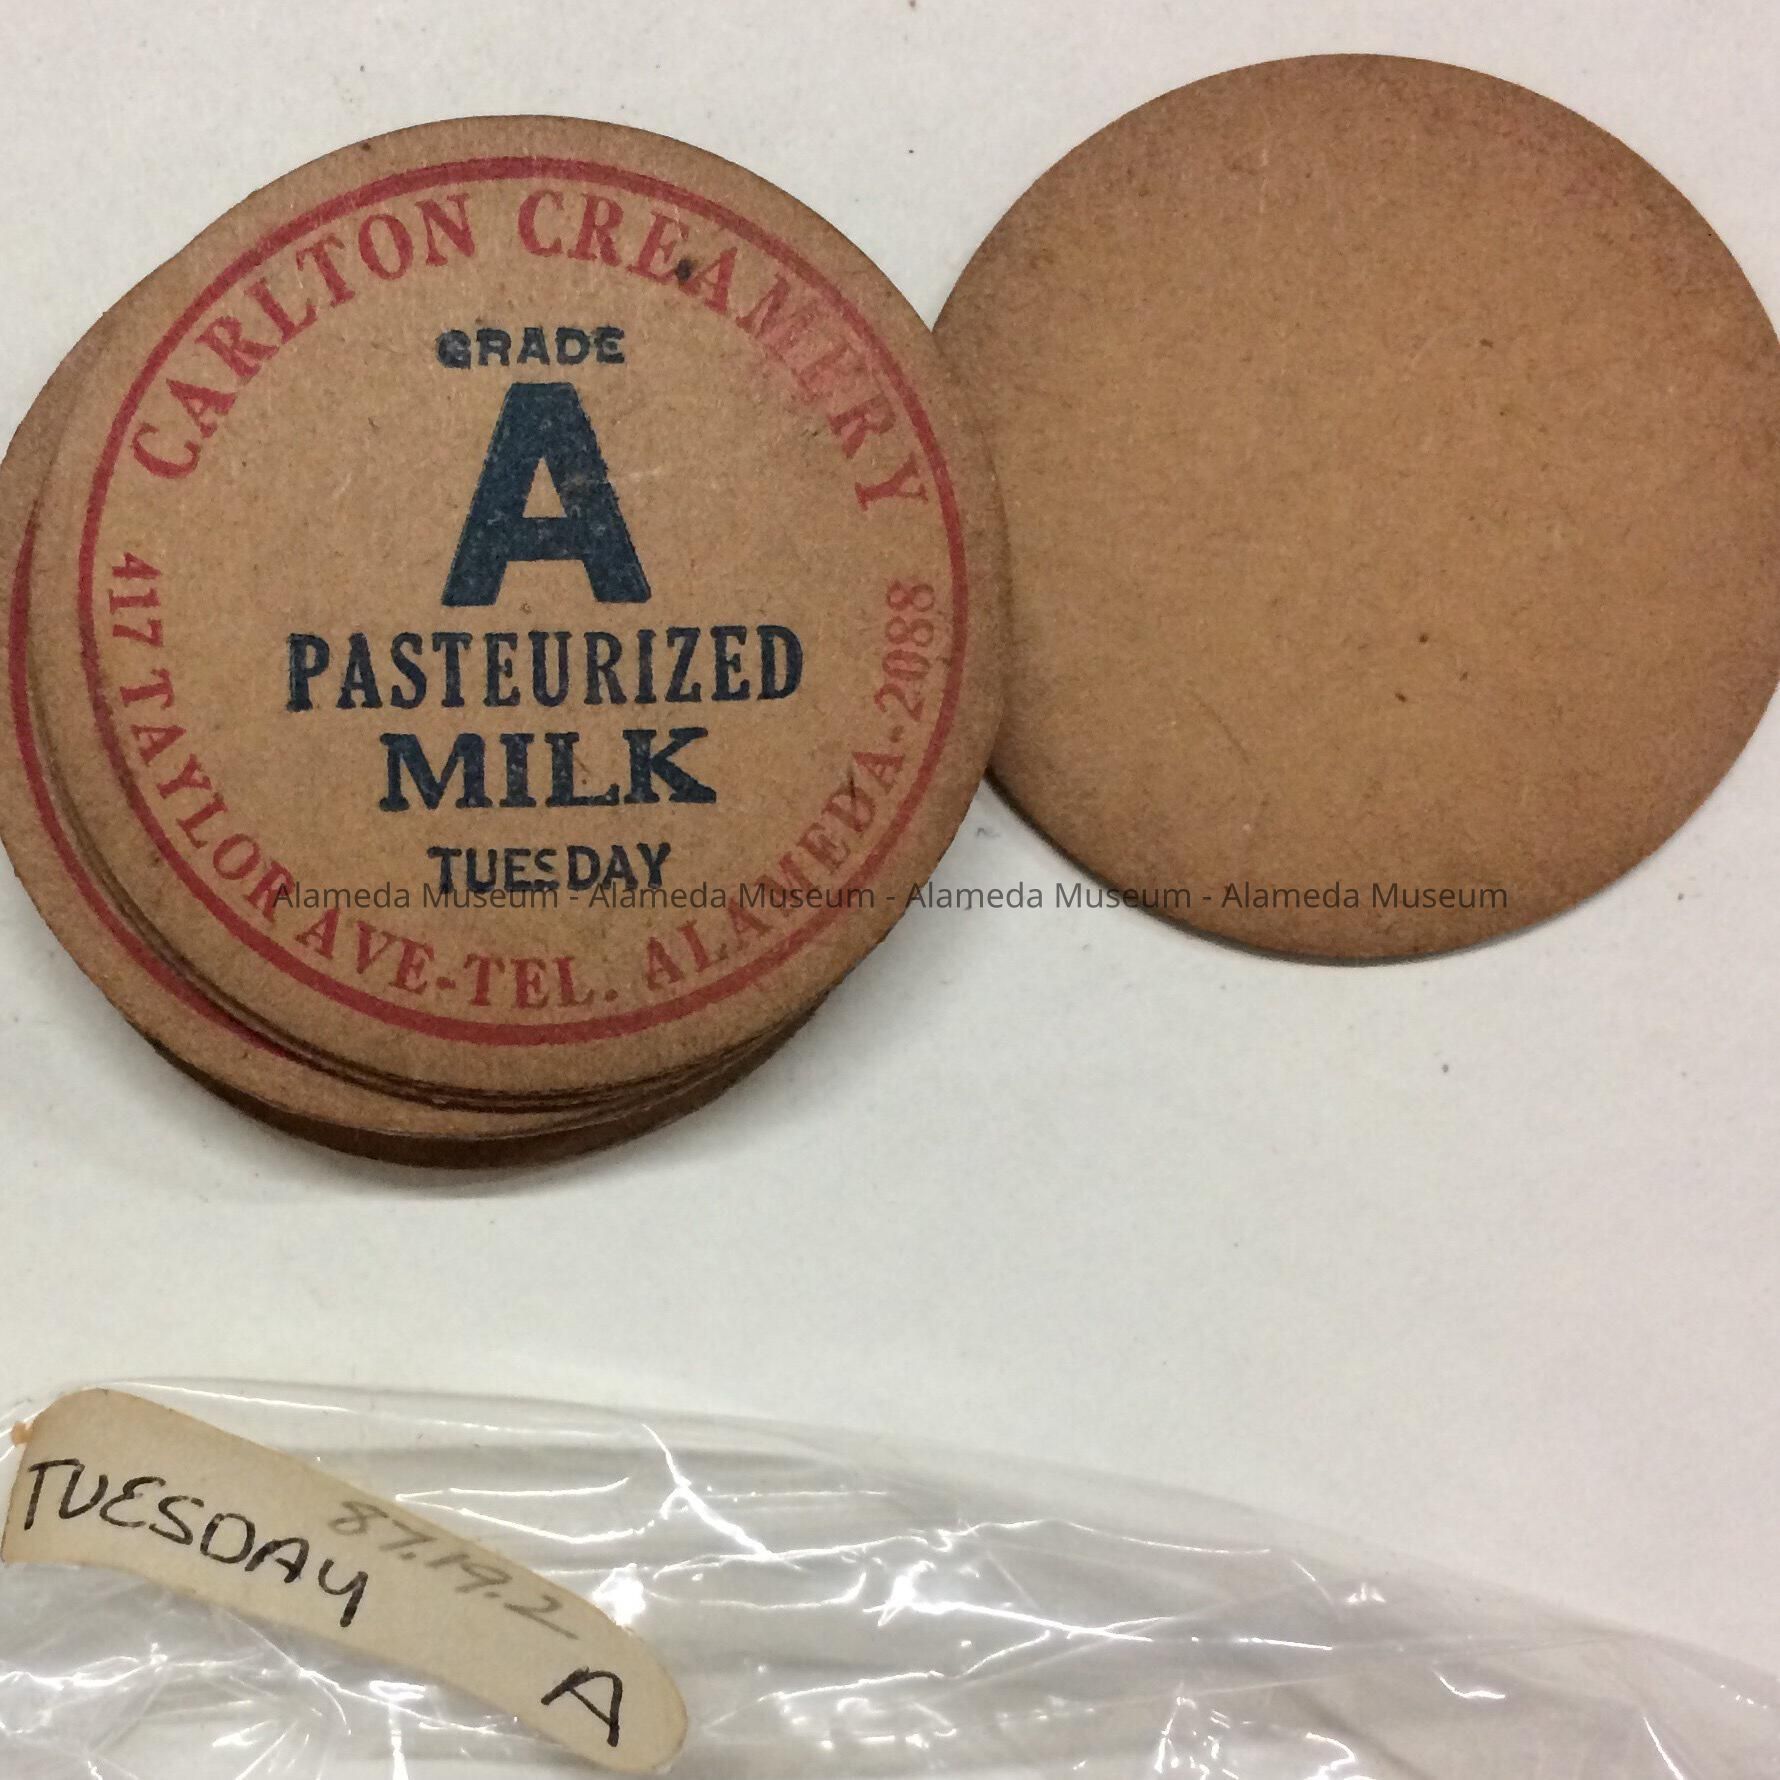 CARLTON CREAMERY
GRADE
A
PASTEURIZED
MILK
TUESDAY
417 TAYLOR AVE-TEL. ALAMEDA-2088
Alameda Museum - Alameda Museum - Alameda Museum - Alameda Museum
TUESDAY
87.19.2
A